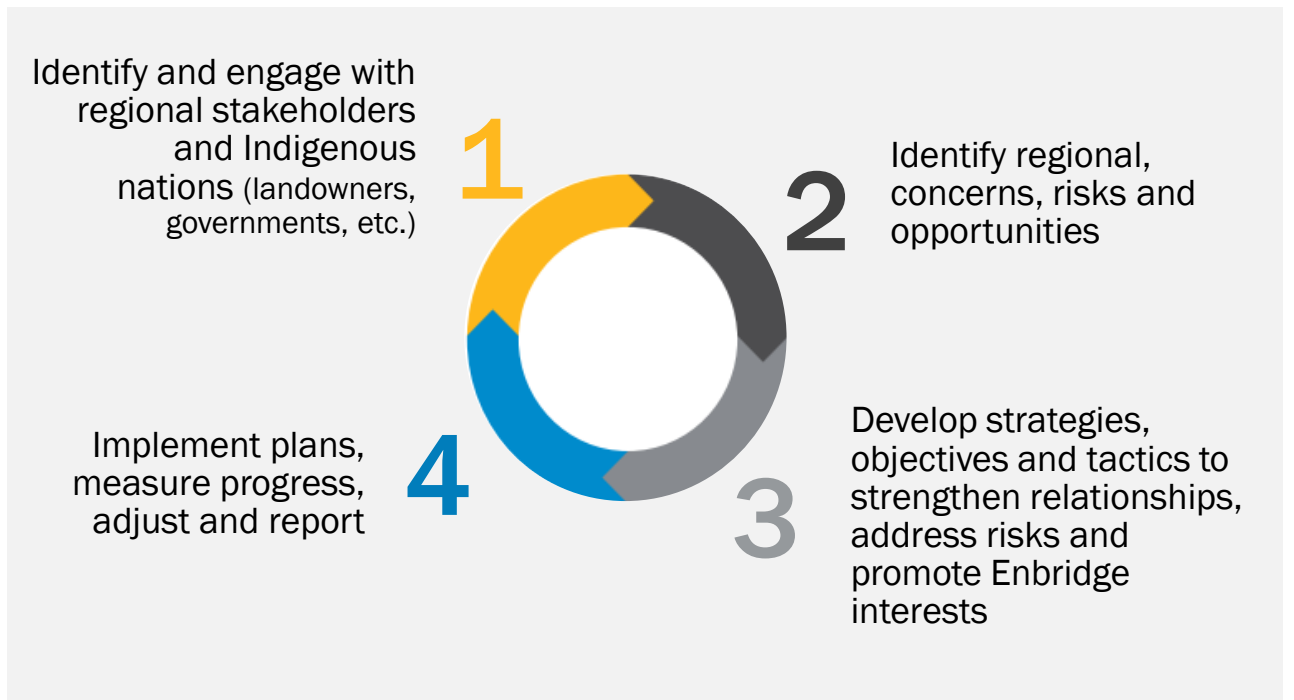 Identify and engage with
regional stakeholders
and Indigenous
nations (landowners,
governments, etc.)
1
2
Identify regional,
concerns, risks and
opportunities
3
Develop strategies,
objectives and tactics to
strengthen relationships,
address risks and
promote Enbridge
interests
4
Implement plans,
measure progress,
adjust and report